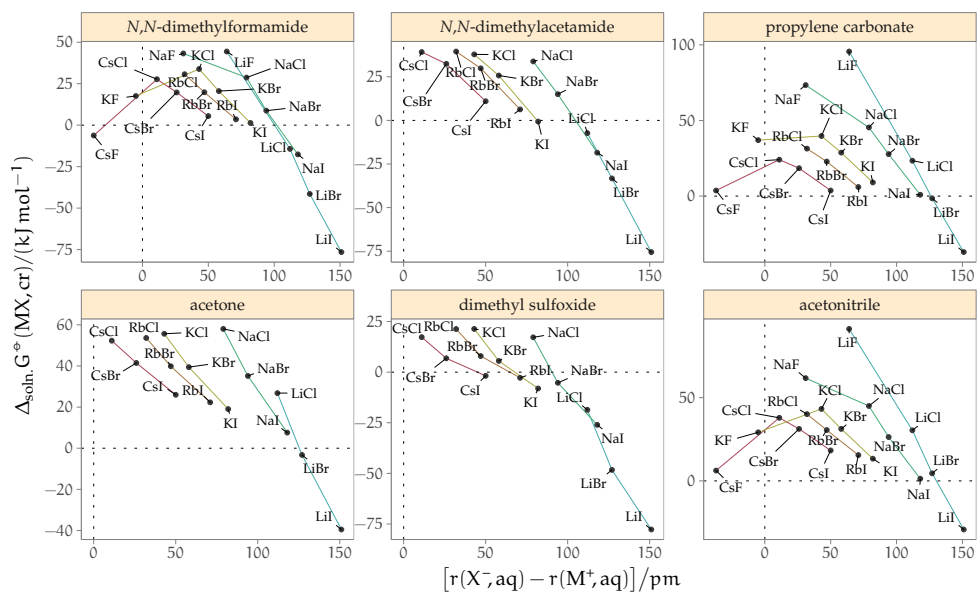 N,N-dimethylformamide
N,N-dimethylacetamide
propylene carbonate
50
25
0
−25
−50
−75
NaF
KCl
LiF
NaCl
CsCl
RbCl
KBr
KF
RbBr
RbI
NaBr
CsBr
CsF
CsI
KI
LiCl
NaI
LiBr
LiI
0
50
100
150
25
0
−25
−50
−75
CsCl
RbCl
KCl
NaCl
CsBr
RbBr
KBr
NaBr
CsI
RbI
KI
LiCl
NaI
LiBr
LiI
0
50
100
150
100
50
0
LiF
NaF
KCl
NaCl
KF
RbCl
KBr
CsCl
RbBr
KI
LiCl
CsBr
CsF
CsI
RbI
NaI
LiBr
LiI
0
50
100
150
acetone
dimethyl sulfoxide
acetonitrile
60
40
20
0
−20
−40
CsCl
RbCl
KCl
NaCl
CsBr
RbBr
KBr
NaBr
CsI
RbI
KI
LiCl
NaI
LiBr
LiI
0
50
100
150
25
0
−25
−50
−75
CsCl
RbCl
KCl
NaCl
CsBr
RbBr
KBr
NaBr
CsI
RbI
KI
LiCl
NaI
LiBr
LiI
0
50
100
150
50
0
LiF
NaF
KCl
NaCl
CsCl
RbCl
KBr
LiCl
KF
RbBr
NaBr
CsBr
CsF
CsI
RbI
KI
NaI
LiBr
LiI
0
50
100
150
Δsoln.G⦵(MX,cr)/(kJ mol−1)
[r(X−,aq) − r(M+,aq)]/pm